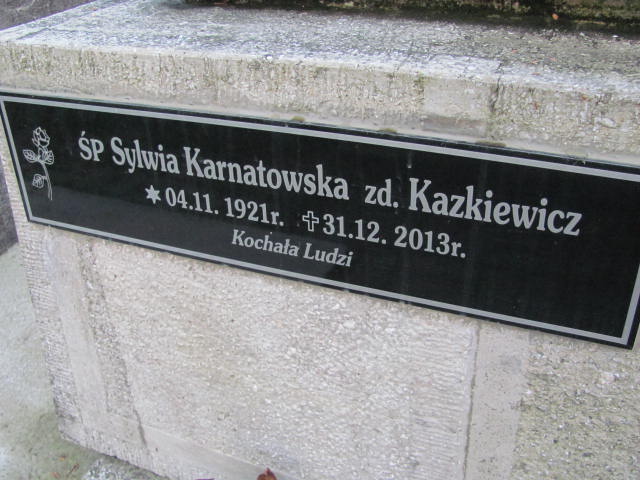 ŚP Sylwia Karnatowska zd. Kazkiewicz
* 04.11. 1921r. ✝ 31.12. 2013r.
Kochała Ludzi